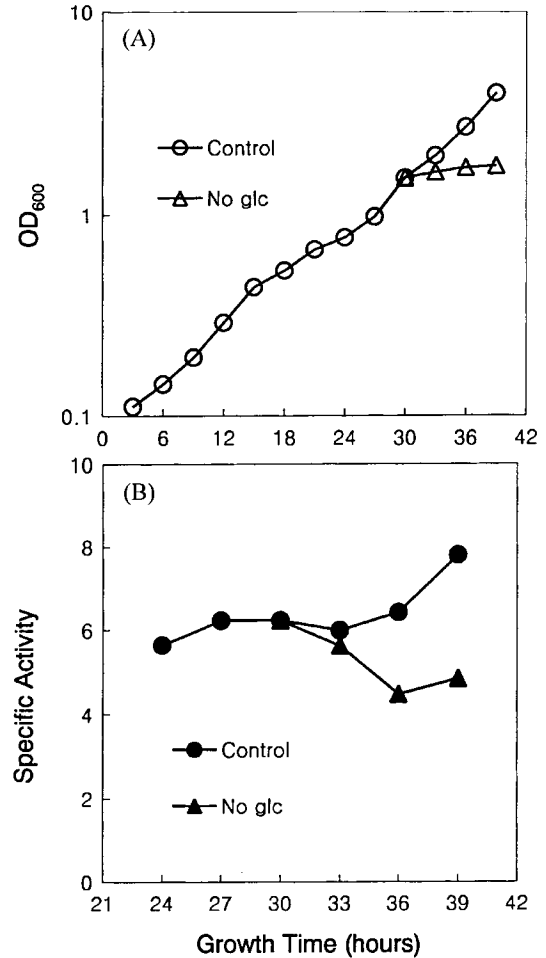 (A)
10
1
0.1
OD600
Control
No glc
0 6 12 18 24 30 36 42
(B)
10
8
6
4
2
0
Specific Activity
Control
No glc
21 24 27 30 33 36 39 42
Growth Time (hours)